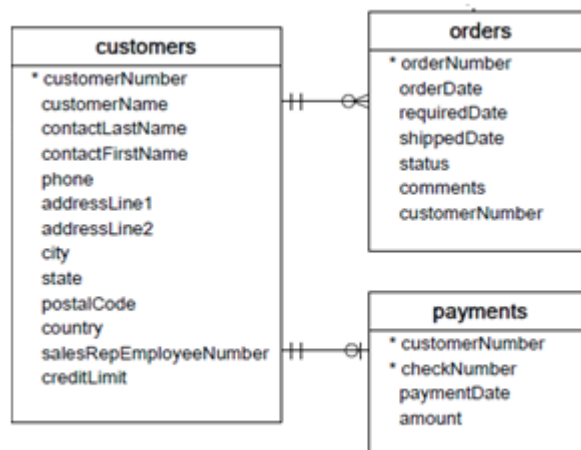 customers
* customerNumber
customerName
contactLastName
contactFirstName
phone
addressLine1
addressLine2
city
state
postalCode
country
salesRepEmployeeNumber
creditLimit
orders
* orderNumber
orderDate
requiredDate
shippedDate
status
comments
customerNumber
payments
* customerNumber
* checkNumber
paymentDate
amount